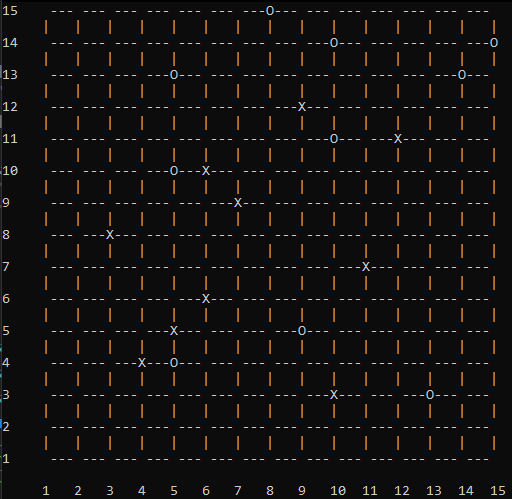 15 --- --- --- --- --- --- ---O--- --- --- --- --- --- ---
| | | | | | | | | | | | | | |
14 --- --- --- --- --- --- --- --- ---O--- --- --- --- ---O
| | | | | | | | | | | | | | |
13 --- --- --- ---O--- --- --- --- --- --- --- --- ---O---
| | | | | | | | | | | | | | |
12 --- --- --- --- --- --- --- ---X--- --- --- --- --- ---
| | | | | | | | | | | | | | |
11 --- --- --- --- --- --- --- --- ---O--- ---X--- --- ---
| | | | | | | | | | | | | | |
10 --- --- --- ---O---X--- --- --- --- --- --- --- --- ---
| | | | | | | | | | | | | | |
9 --- --- --- --- --- ---X--- --- --- --- --- --- --- ---
| | | | | | | | | | | | | | |
8 --- ---X--- --- --- --- --- --- --- --- --- --- --- ---
| | | | | | | | | | | | | | |
7 --- --- --- --- --- --- --- --- --- ---X--- --- --- ---
| | | | | | | | | | | | | | |
6 --- --- --- --- ---X--- --- --- --- --- --- --- --- ---
| | | | | | | | | | | | | | |
5 --- --- --- ---X--- --- --- ---O--- --- --- --- --- ---
| | | | | | | | | | | | | | |
4 --- --- ---X---O--- --- --- --- --- --- --- --- --- ---
| | | | | | | | | | | | | | |
3 --- --- --- --- --- --- --- --- ---X--- --- ---O--- ---
| | | | | | | | | | | | | | |
2 --- --- --- --- --- --- --- --- --- --- --- --- --- ---
| | | | | | | | | | | | | | |
1 --- --- --- --- --- --- --- --- --- --- --- --- --- ---
1 2 3 4 5 6 7 8 9 10 11 12 13 14 15